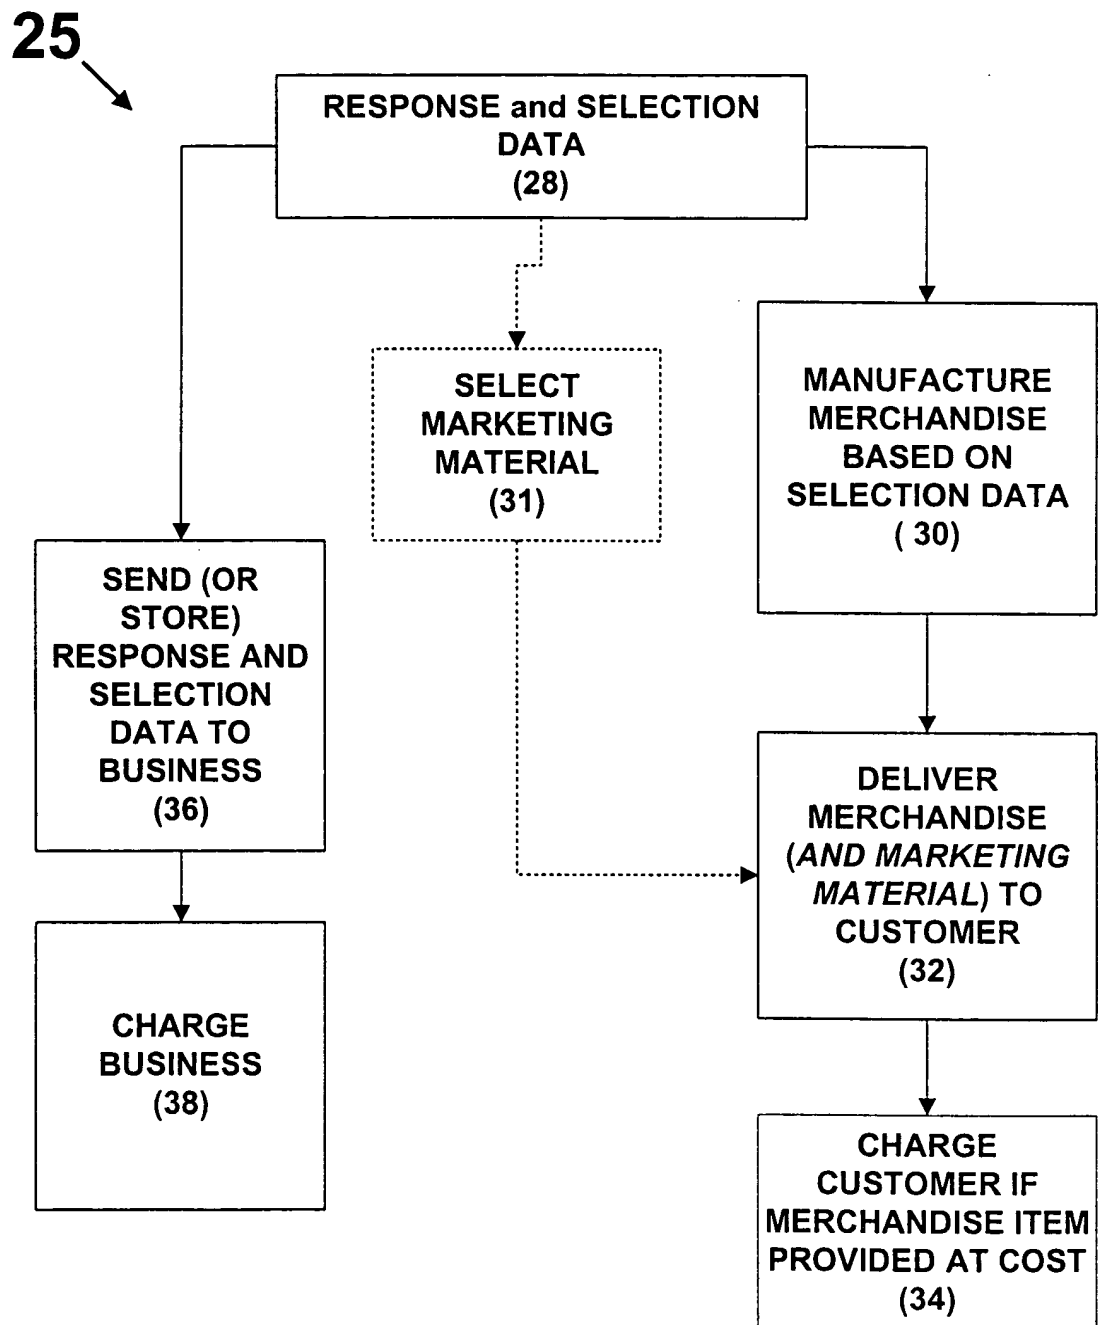 25
RESPONSE and SELECTION
DATA
(28)
SELECT
MARKETING
MATERIAL
(31)
MANUFACTURE
MERCHANDISE
BASED ON
SELECTION DATA
( 30)
SEND (OR
STORE)
RESPONSE AND
SELECTION
DATA TO
BUSINESS
(36)
DELIVER
MERCHANDISE
(AND MARKETING
MATERIAL) TO
CUSTOMER
(32)
CHARGE
BUSINESS
(38)
CHARGE
CUSTOMER IF
MERCHANDISE ITEM
PROVIDED AT COST
(34)